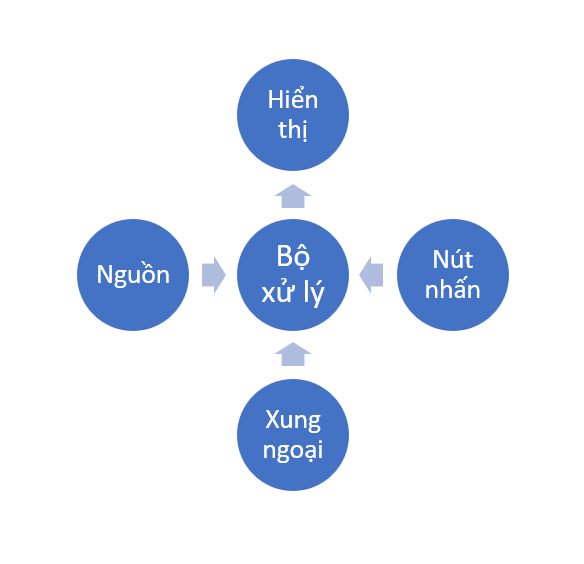 Hiển
thị
Nguồn
Bộ
xử lý
Nút
nhấn
Xung
ngoại